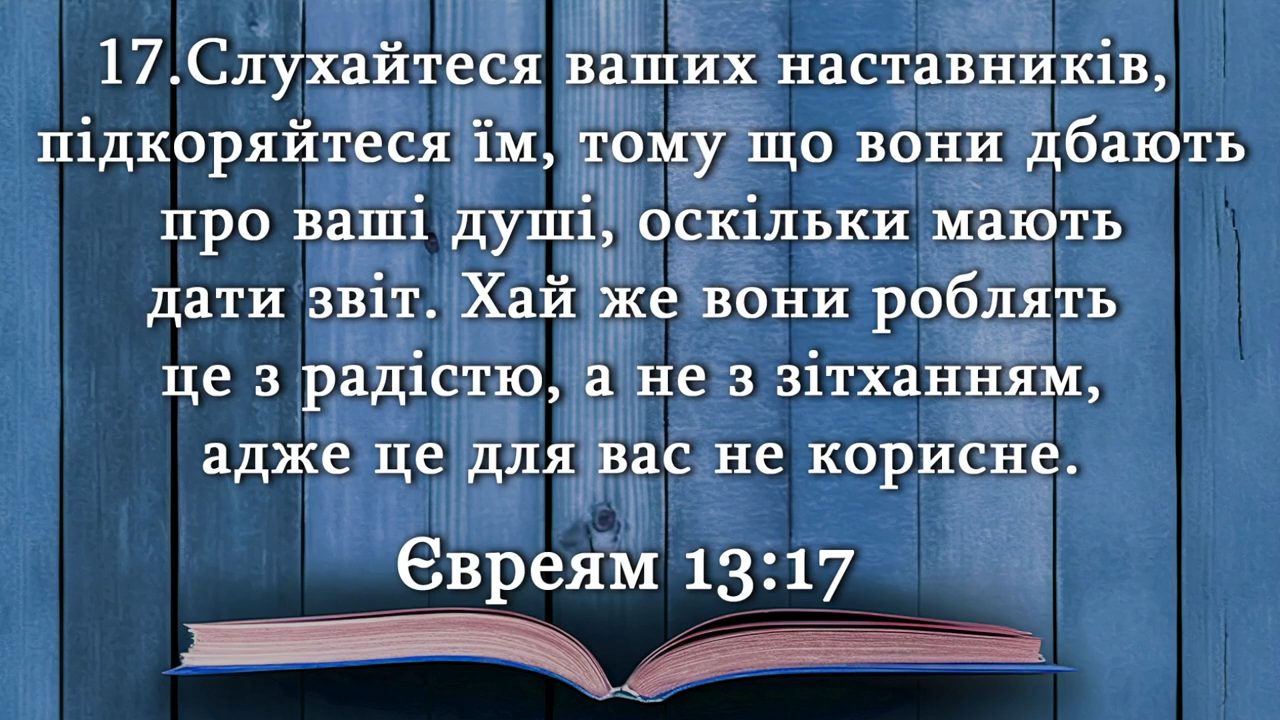 17.Слухайтеся ваших наставників,
підкоряйтеся їм, тому що вони дбають
про ваші душі, оскільки мають
дати звіт. Хай же вони роблять
це з радістю, а не з зітханням,
адже це для вас не корисне.
Євреям 13:17